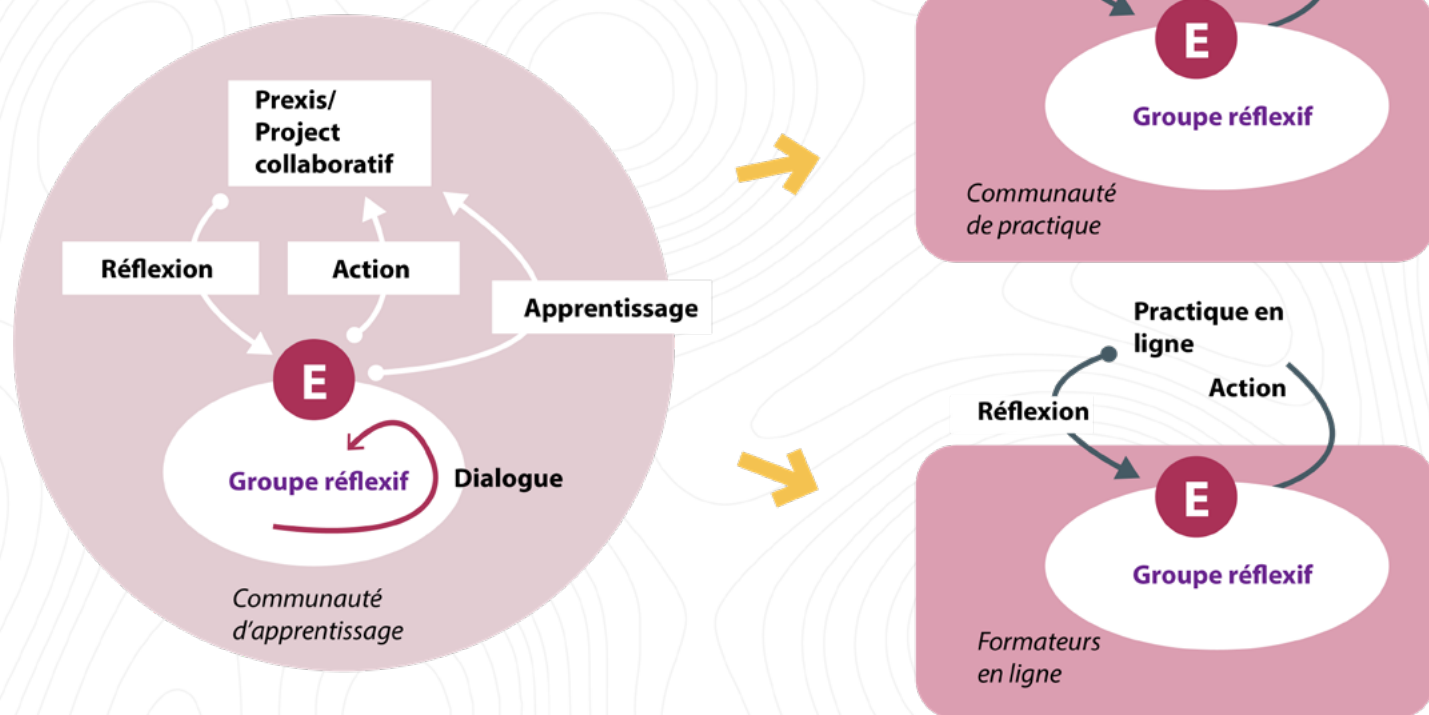 Prexis/
Project
collaboratif
Réflexion
Action
Apprentissage
E
Groupe réflexif
Dialogue
Communauté
d'apprentissage
E
Groupe réflexif
Communauté
de practique
Practique en
ligne
Action
Réflexion
E
Groupe réflexif
Formateurs
en ligne